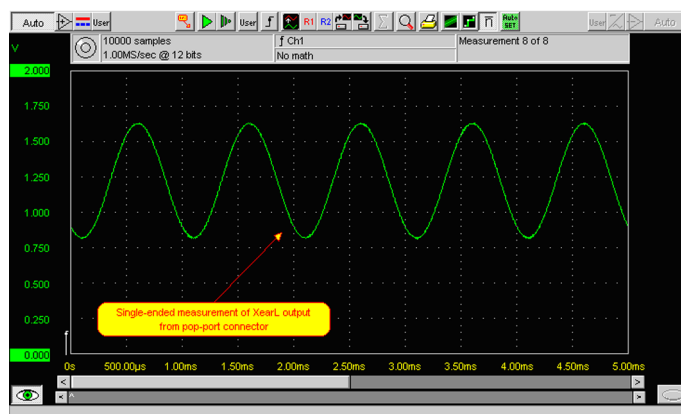 Auto User User ƒ R1 R2 Σ Auto SET User Auto
10000 samples ƒ Ch1 Measurement 8 of 8
1.00MS/sec @ 12 bits No math
V
2.000
1.750
1.500
1.250
1.000
0.750
0.500
0.250
0.000
Single-ended measurement of XearL output
from pop-port connector
0s 500.00µs 1.00ms 1.50ms 2.00ms 2.50ms 3.00ms 3.50ms 4.00ms 4.50ms 5.00ms